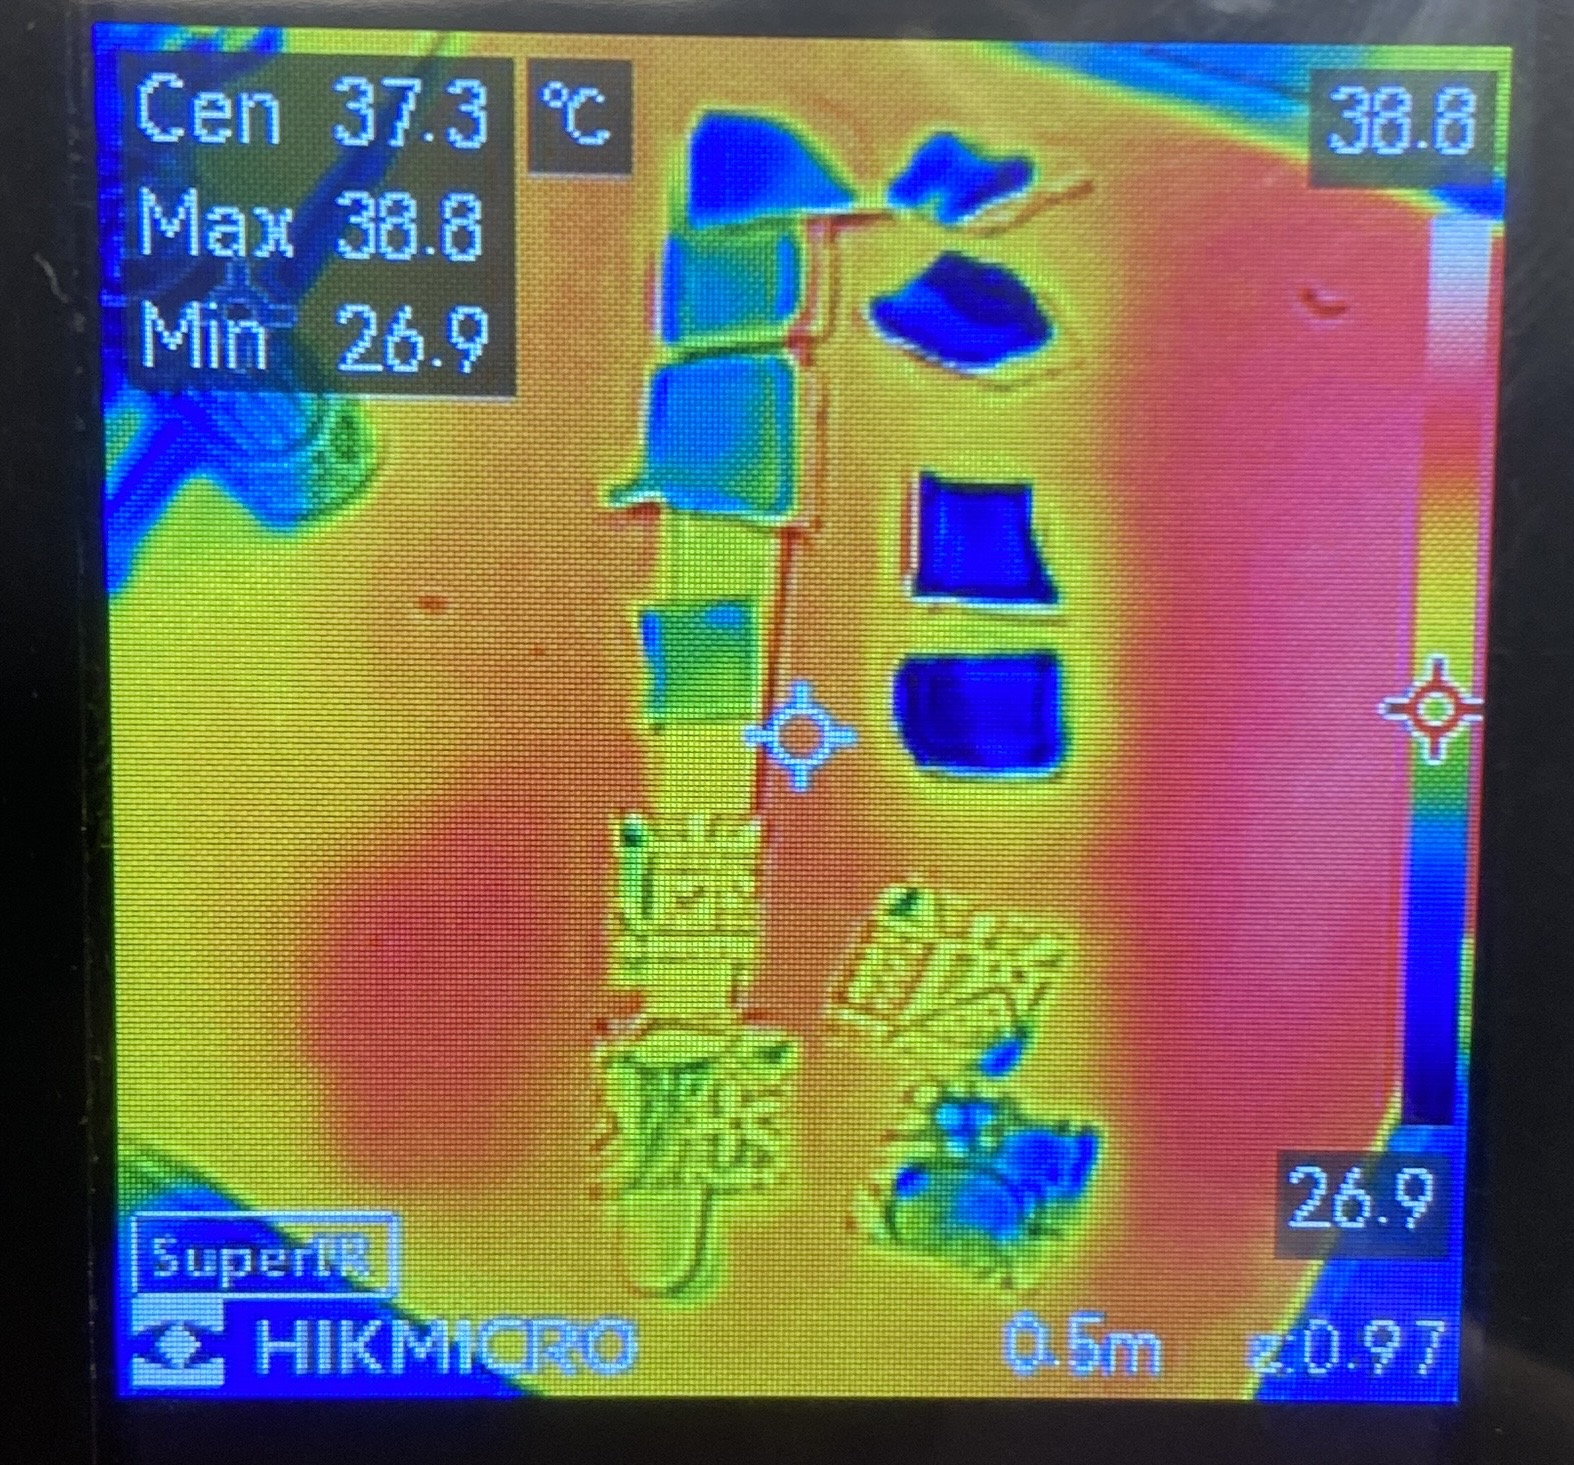 Cen 37.3 °C
38.8
Max 38.8
Min 26.9
26.9
SuperIR
HIKMICRO
0.5m ε:0.97